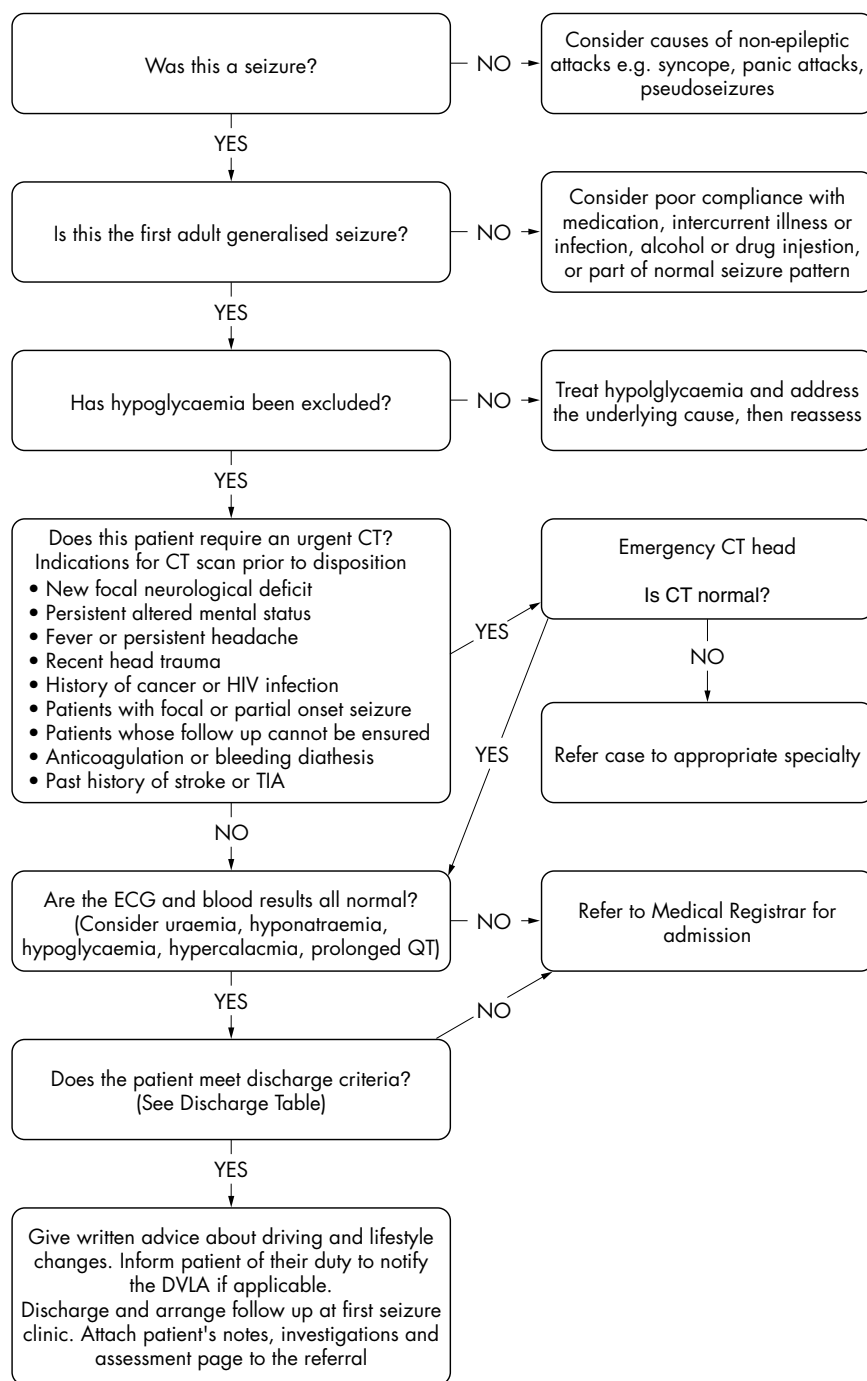 Was this a seizure?
NO
Consider causes of non-epileptic
attacks e.g. syncope, panic attacks,
pseudoseizures
YES
Is this the first adult generalised seizure?
NO
Consider poor compliance with
medication, intercurrent illness or
infection, alcohol or drug injestion,
or part of normal seizure pattern
YES
Has hypoglycaemia been excluded?
NO
Treat hypolglycaemia and address
the underlying cause, then reassess
YES
Does this patient require an urgent CT?
Indications for CT scan prior to disposition
• New focal neurological deficit
• Persistent altered mental status
• Fever or persistent headache
• Recent head trauma
• History of cancer or HIV infection
• Patients with focal or partial onset seizure
• Patients whose follow up cannot be ensured
• Anticoagulation or bleeding diathesis
• Past history of stroke or TIA
YES
Emergency CT head
Is CT normal?
NO
Refer case to appropriate specialty
YES
NO
Are the ECG and blood results all normal?
(Consider uraemia, hyponatraemia,
hypoglycaemia, hypercalacmia, prolonged QT)
NO
Refer to Medical Registrar for
admission
YES
NO
Does the patient meet discharge criteria?
(See Discharge Table)
YES
Give written advice about driving and lifestyle
changes. Inform patient of their duty to notify
the DVLA if applicable.
Discharge and arrange follow up at first seizure
clinic. Attach patient's notes, investigations and
assessment page to the referral